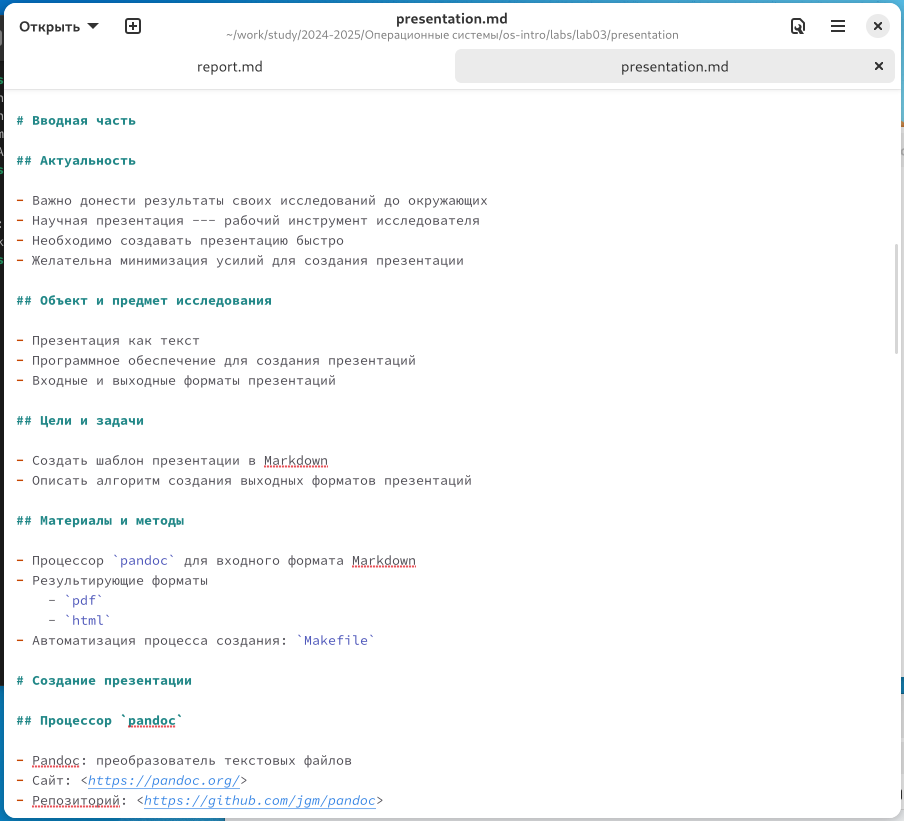 Открыть
presentation.md
~/work/study/2024-2025/Операционные системы/os-intro/labs/lab03/presentation
report.md
presentation.md
# Вводная часть
## Актуальность
- Важно донести результаты своих исследований до окружающих
- Научная презентация --- рабочий инструмент исследователя
- Необходимо создавать презентацию быстро
- Желательна минимизация усилий для создания презентации
## Объект и предмет исследования
- Презентация как текст
- Программное обеспечение для создания презентаций
- Входные и выходные форматы презентаций
## Цели и задачи
- Создать шаблон презентации в Markdown
- Описать алгоритм создания выходных форматов презентаций
## Материалы и методы
- Процессор `pandoc` для входного формата Markdown
- Результирующие форматы
- `pdf`
- `html`
- Автоматизация процесса создания: `Makefile`
# Создание презентации
## Процессор `pandoc`
- Pandoc: преобразователь текстовых файлов
- Сайт: <https://pandoc.org/>
- Репозиторий: <https://github.com/jgm/pandoc>